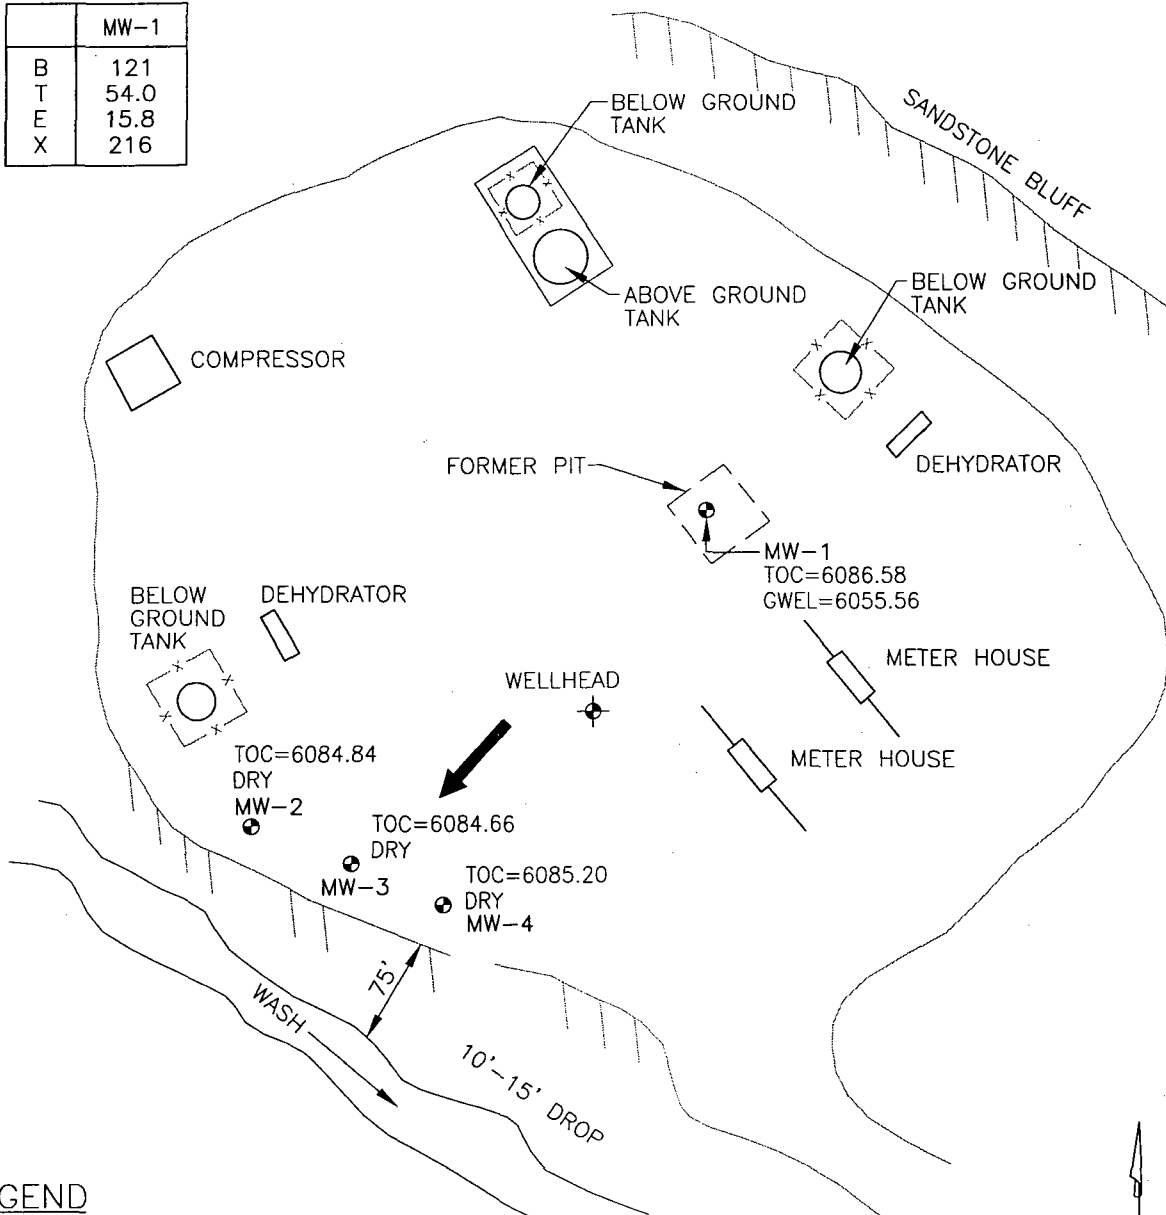 MW-1
B 121
T 54.0
E 15.8
X 216
BELOW GROUND
TANK
SANDSTONE BLUFF
ABOVE GROUND
TANK
BELOW GROUND
TANK
COMPRESSOR
FORMER PIT
DEHYDRATOR
MW-1
TOC=6086.58
GWEL=6055.56
BELOW
GROUND
TANK
DEHYDRATOR
METER HOUSE
WELLHEAD
METER HOUSE
TOC=6084.84
DRY
MW-2
TOC=6084.66
DRY
MW-3
TOC=6085.20
DRY
MW-4
75'
WASH
10'-15' DROP
GEND